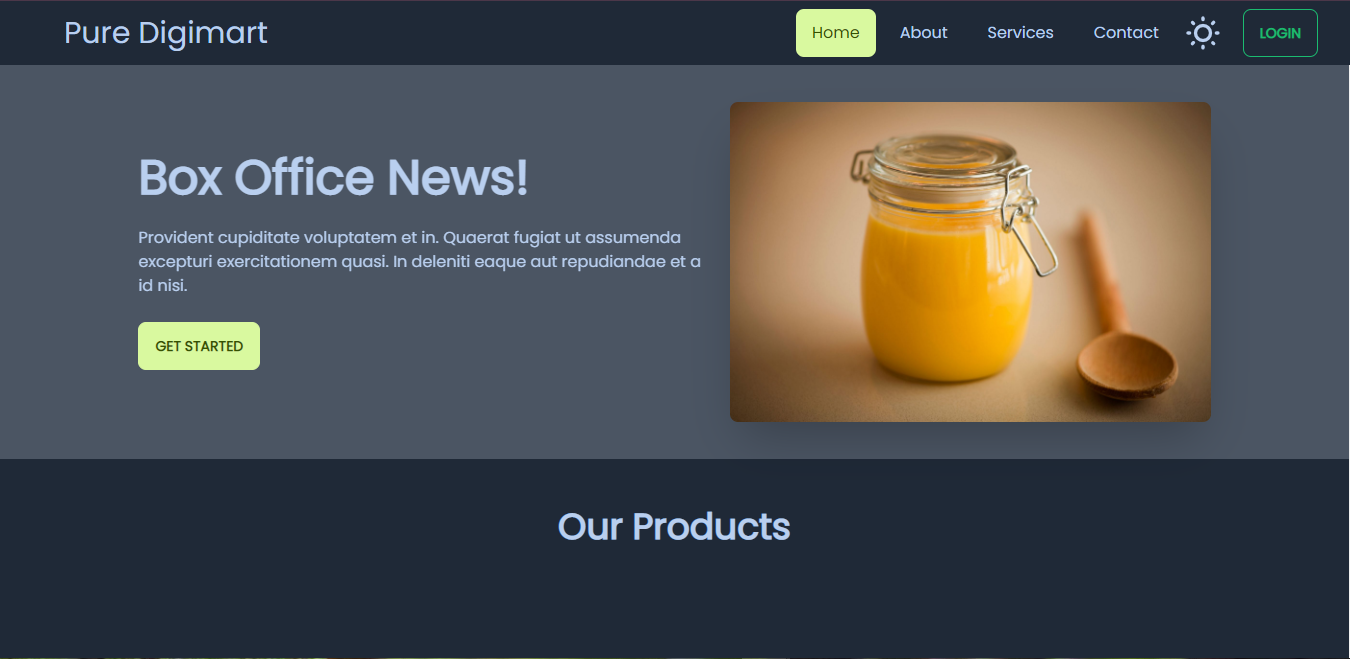 Pure Digimart
Home About Services Contact LOGIN
Box Office News!
Provident cupiditate voluptatem et in. Quaerat fugiat ut assumenda
excepturi exercitationem quasi. In deleniti eaque aut repudiandae et a
id nisi.
GET STARTED
Our Products